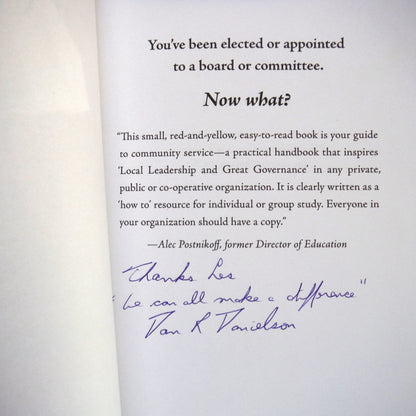 You've been elected or appointed
to a board or committee.
Now what?
“This small, red-and-yellow, easy-to-read book is your guide
to community service—a practical handbook that inspires
‘Local Leadership and Great Governance’ in any private,
public or co-operative organization. It is clearly written as a
‘how to’ resource for individual or group study. Everyone in
your organization should have a copy.”
—Alec Postnikoff, former Director of Education
Thanks Les
"We can all make a difference"
Dan R Danielson